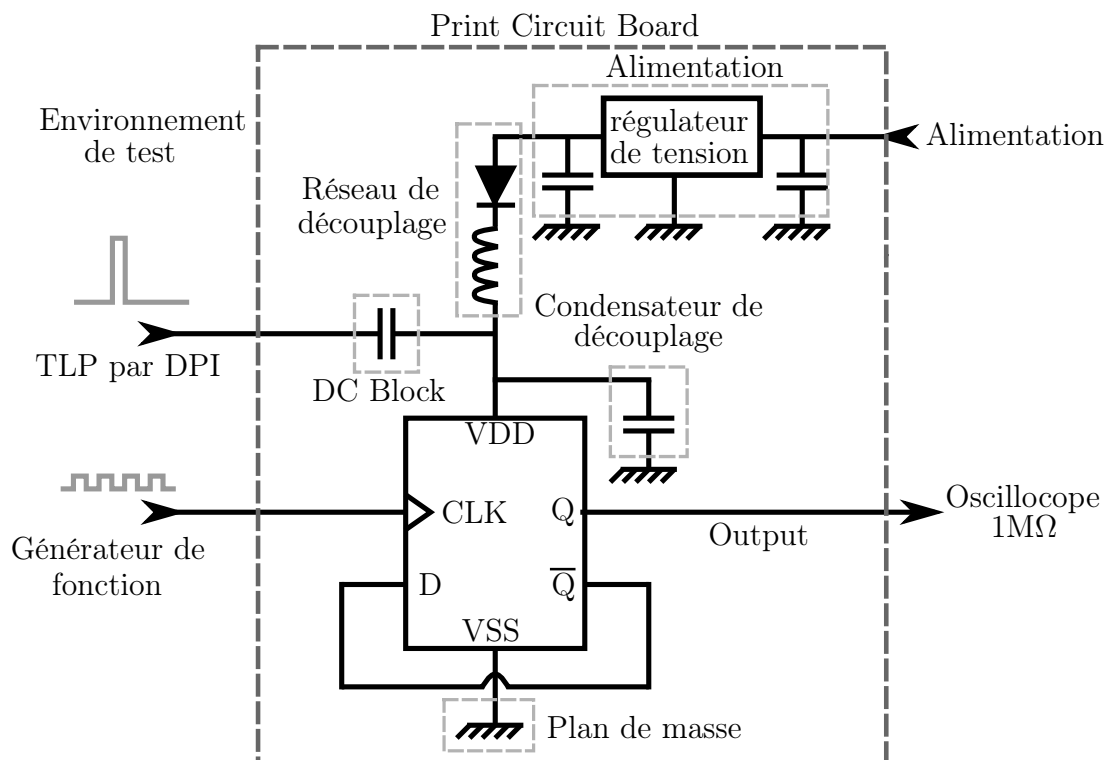 Print Circuit Board
Alimentation
Environnement
de test
régulateur
de tension
Alimentation
Réseau de
découplage
Condensateur de
découplage
TLP par DPI
DC Block
VDD
CLK
Q
Output
Oscillocope
1MΩ
Générateur de
fonction
D
Q̅
VSS
Plan de masse